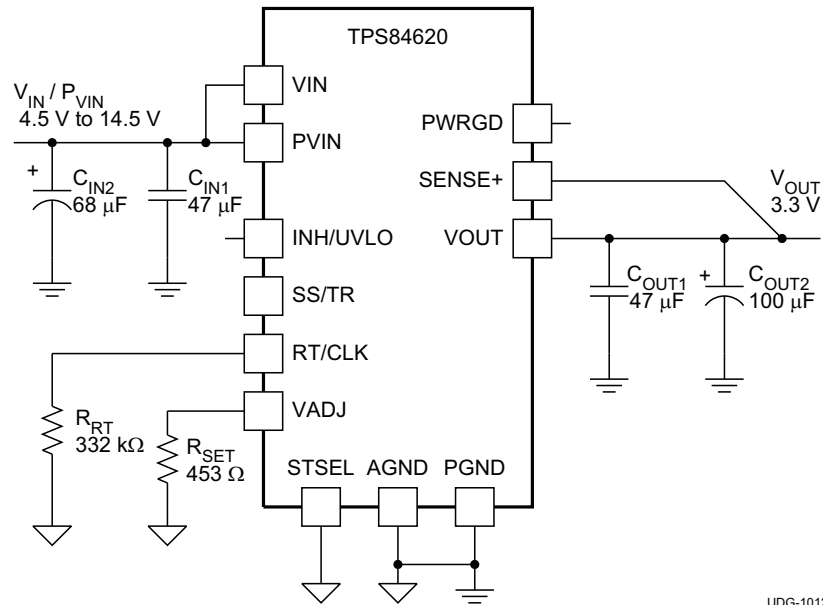 TPS84620
VIN
V_IN / P_VIN
4.5 V to 14.5 V
PWRGD
PVIN
+
C_IN2
68 μF
C_IN1
47 μF
SENSE+
V_OUT
3.3 V
INH/UVLO
VOUT
SS/TR
C_OUT1
47 μF
+
C_OUT2
100 μF
RT/CLK
R_RT
332 kΩ
VADJ
R_SET
453 Ω
STSEL
AGND
PGND